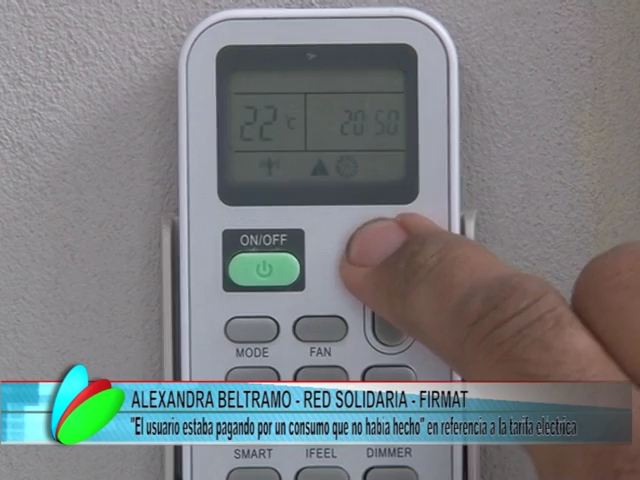 22 °C 20 50
ON/OFF
MODE FAN
ALEXANDRA BELTRAMO - RED SOLIDARIA - FIRMAT
"El usuario estaba pagando por un consumo que no habia hecho" en referencia a la tarifa eléctrica
SMART IFEEL DIMMER